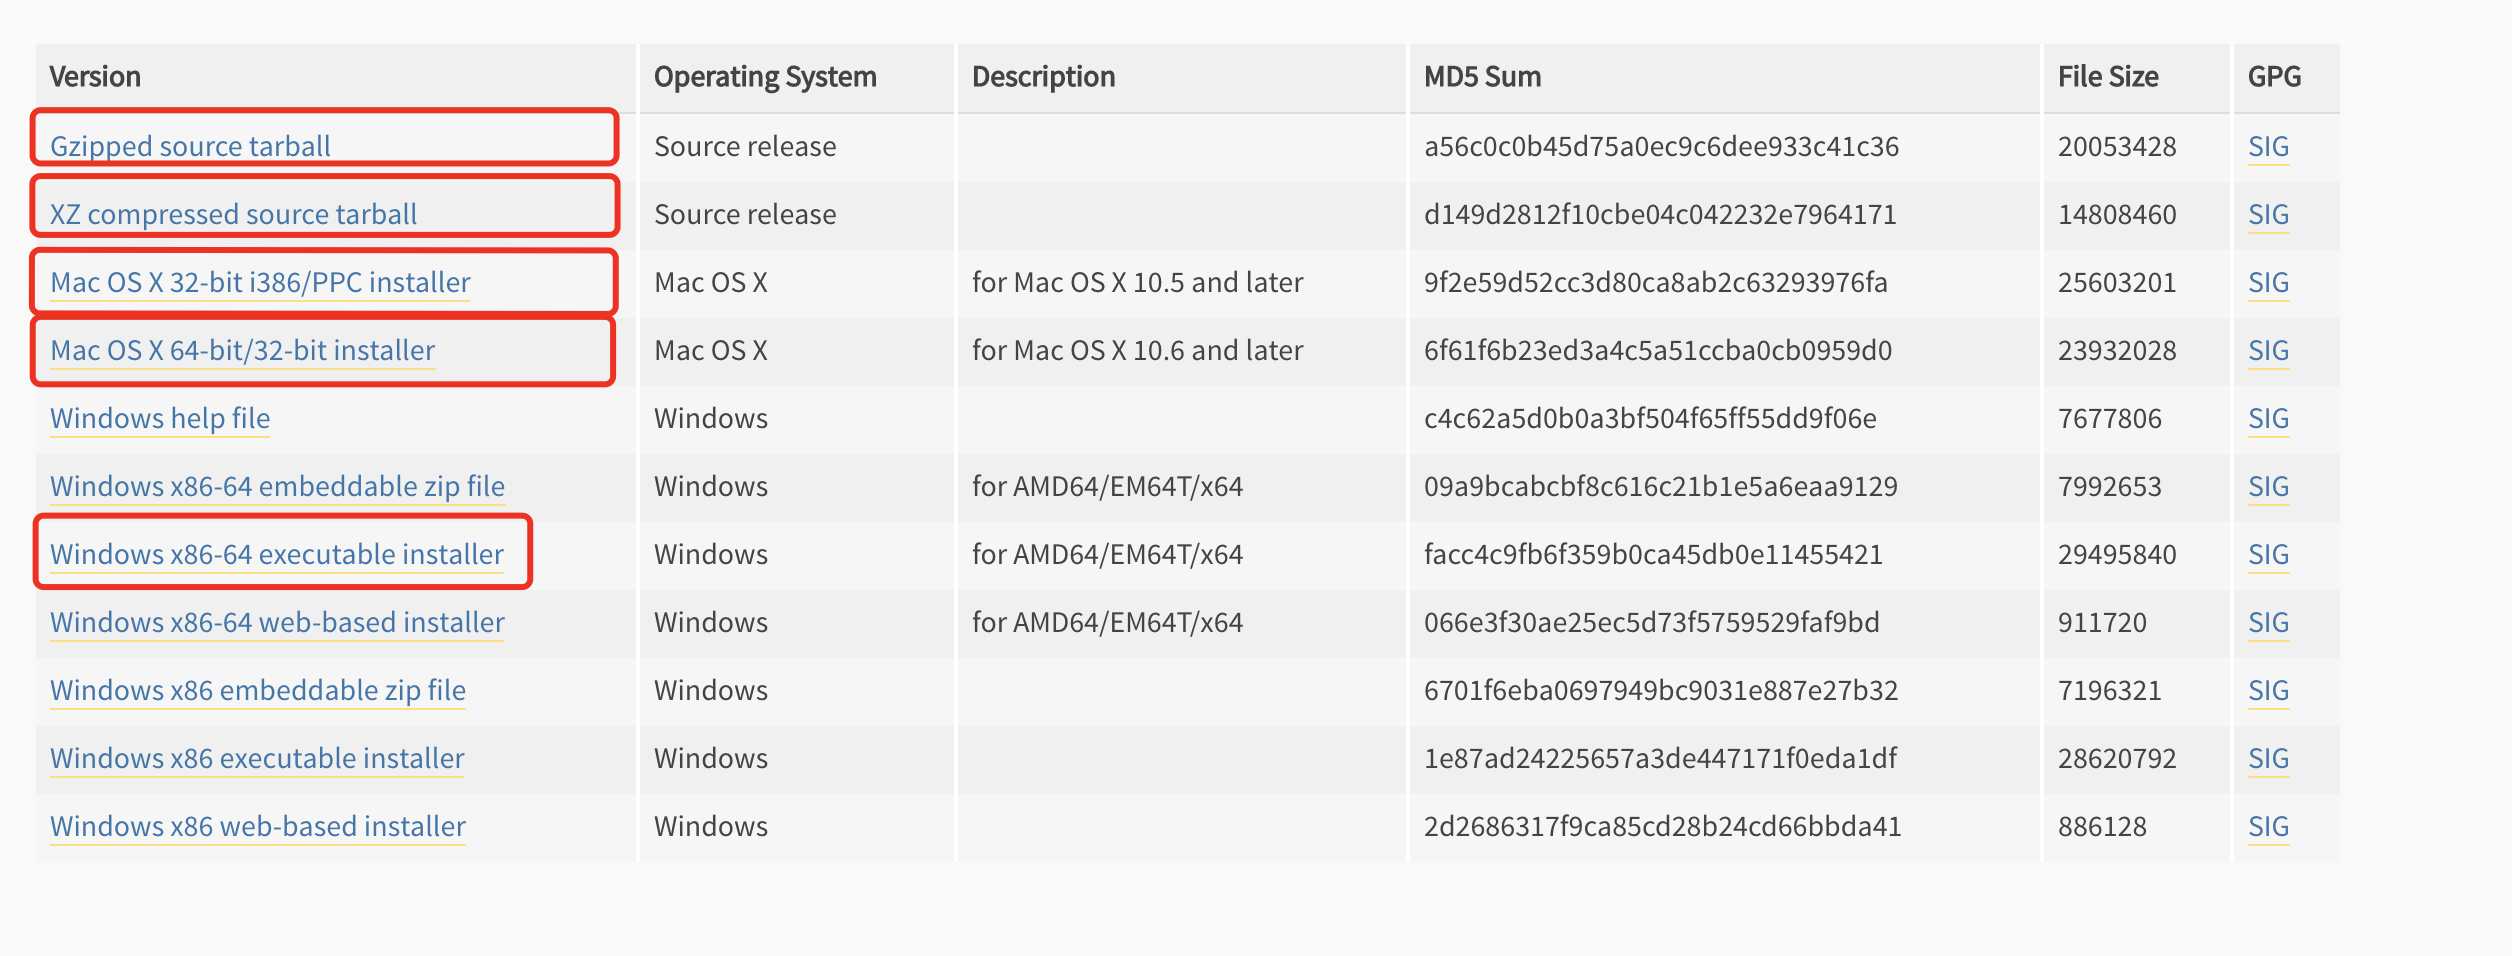 Version Operating System Description MD5 Sum File Size GPG
Gzipped source tarball Source release a56c0c0b45d75a0ec9c6dee933c41c36 20053428 SIG
XZ compressed source tarball Source release d149d2812f10cbe04c042232e7964171 14808460 SIG
Mac OS X 32-bit i386/PPC installer Mac OS X for Mac OS X 10.5 and later 9f2e59d52cc3d80ca8ab2c63293976fa 25603201 SIG
Mac OS X 64-bit/32-bit installer Mac OS X for Mac OS X 10.6 and later 6f61f6b23ed3a4c5a51ccba0cb0959d0 23932028 SIG
Windows help file Windows c4c62a5d0b0a3bf504f65ff55dd9f06e 7677806 SIG
Windows x86-64 embeddable zip file Windows for AMD64/EM64T/x64 09a9bcabcbf8c616c21b1e5a6eaa9129 7992653 SIG
Windows x86-64 executable installer Windows for AMD64/EM64T/x64 facc4c9fb6f359b0ca45db0e11455421 29495840 SIG
Windows x86-64 web-based installer Windows for AMD64/EM64T/x64 066e3f30ae25ec5d73f5759529faf9bd 911720 SIG
Windows x86 embeddable zip file Windows 6701f6eba0697949bc9031e887e27b32 7196321 SIG
Windows x86 executable installer Windows 1e87ad24225657a3de447171f0eda1df 28620792 SIG
Windows x86 web-based installer Windows 2d2686317f9ca85cd28b24cd66bbda41 886128 SIG